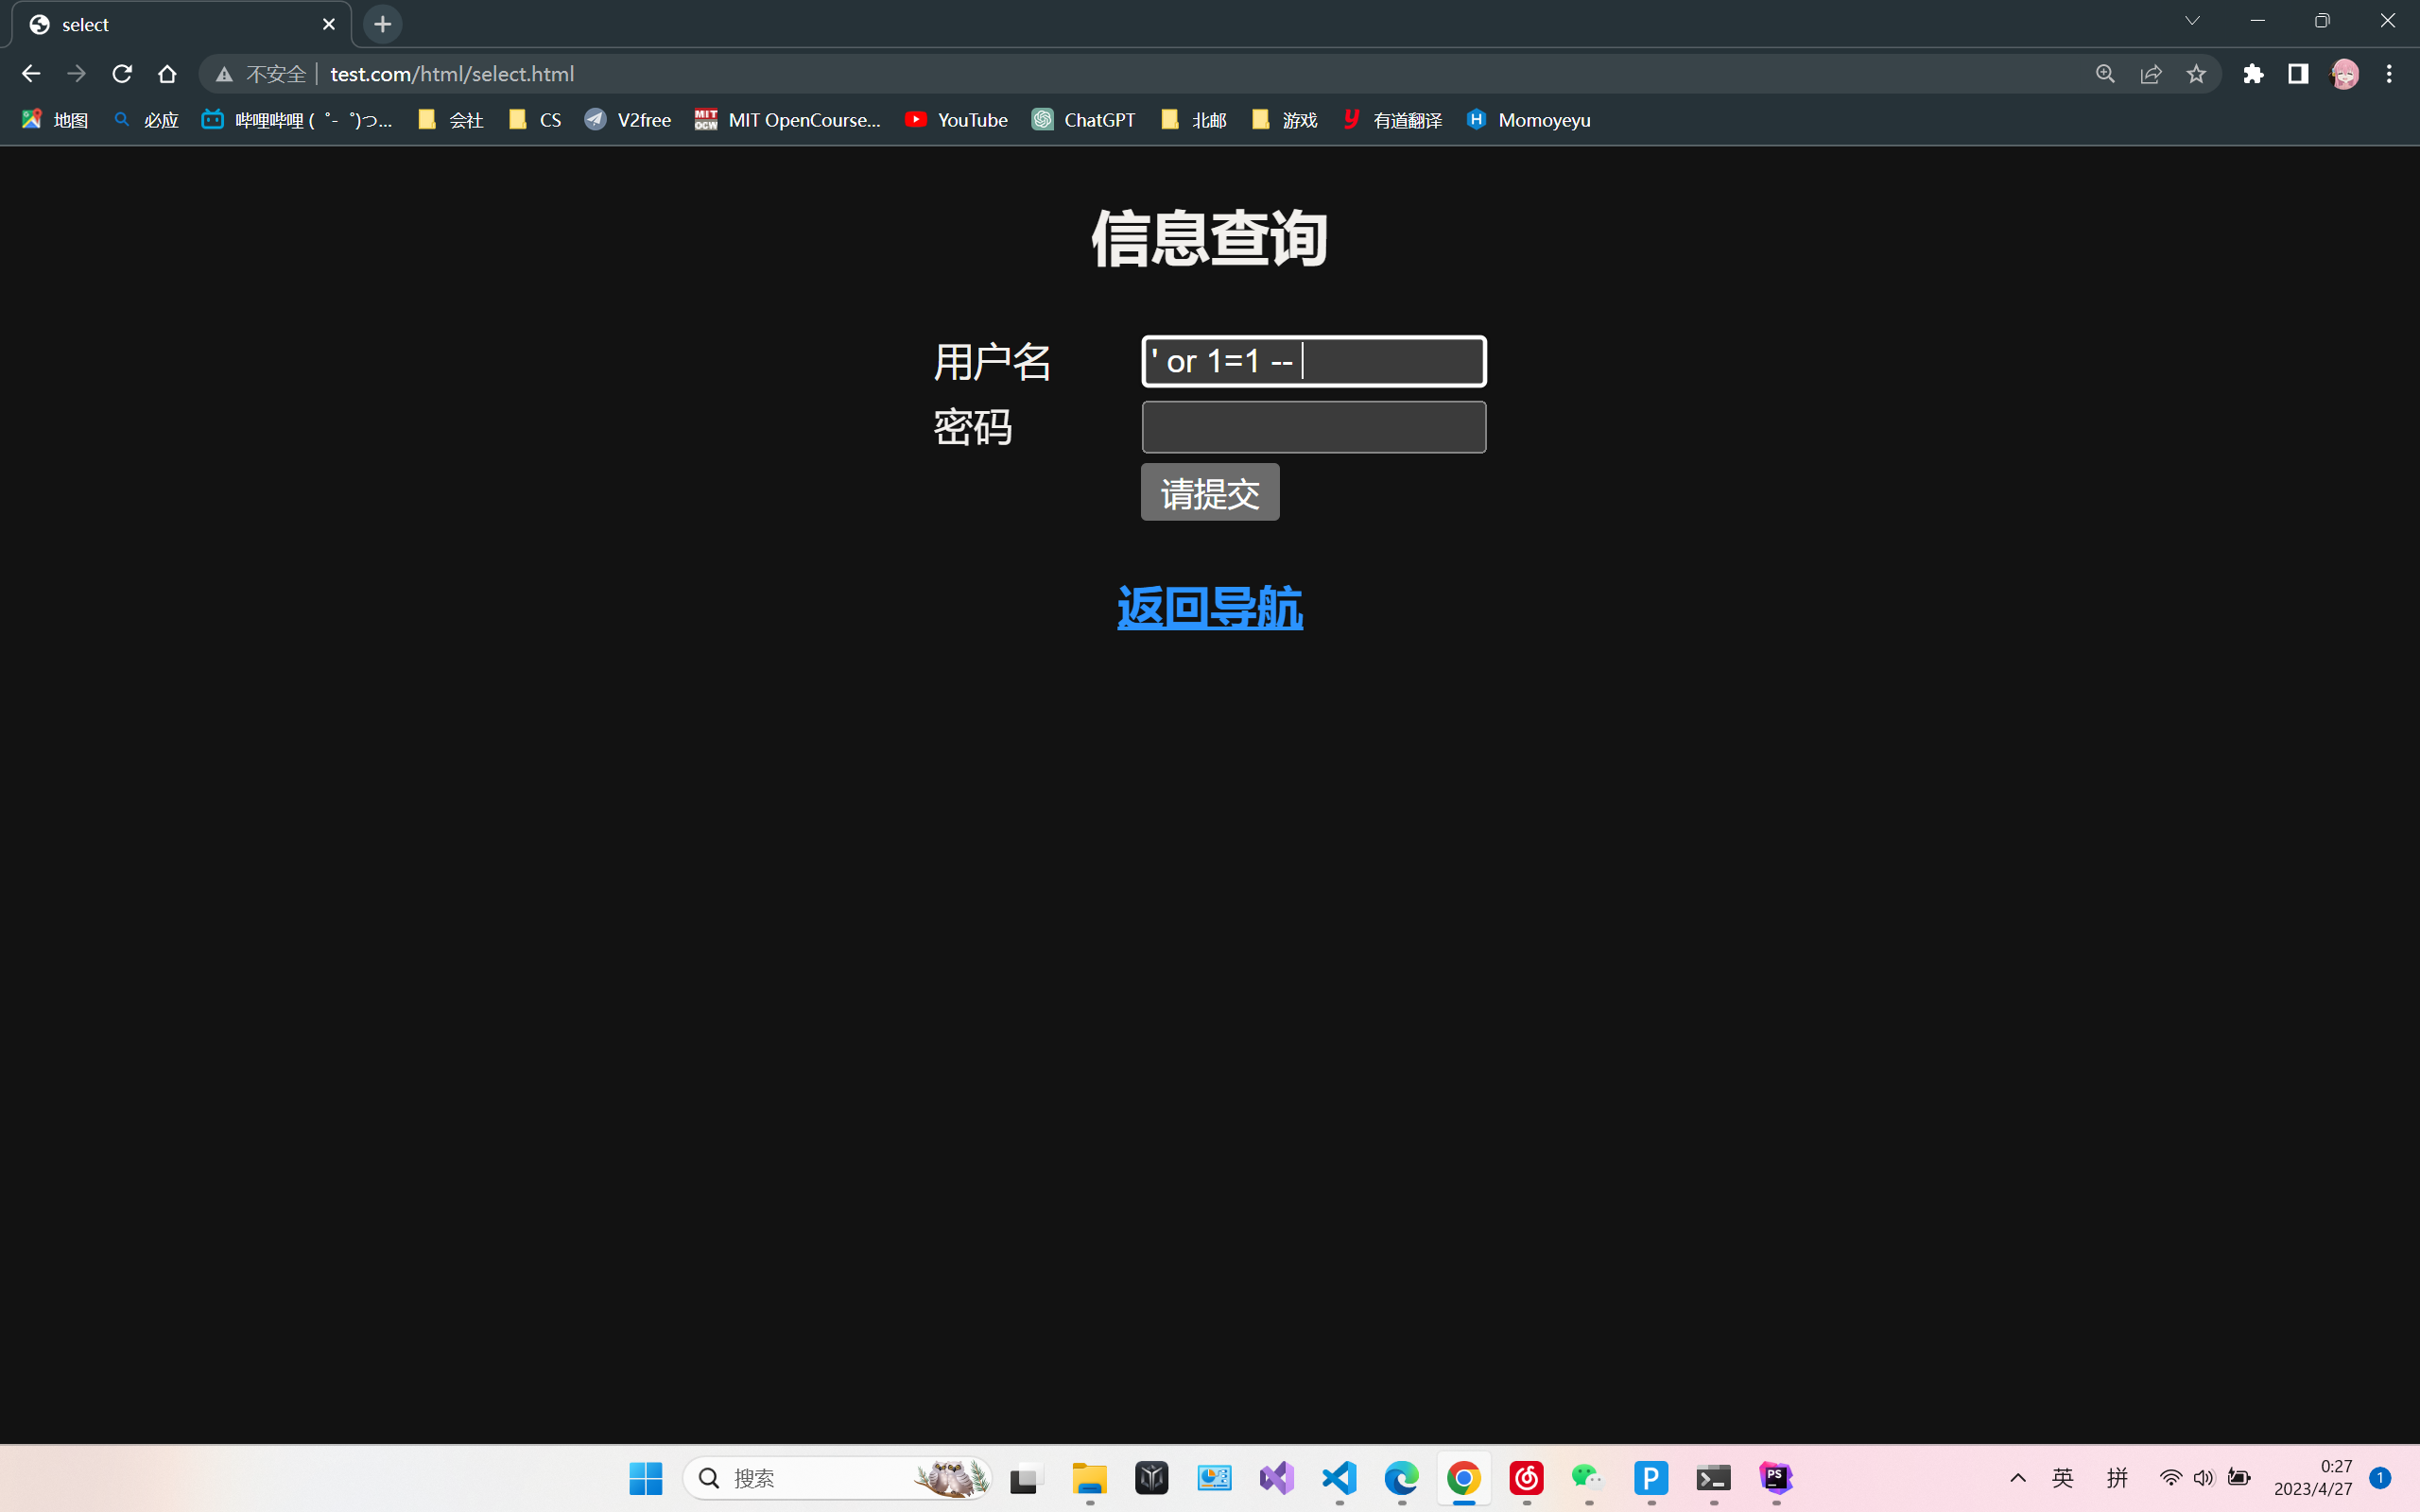 select
不安全 test.com/html/select.html
地图 必应 哔哩哔哩 (゜-゜)つ... 会社 CS V2free MIT OpenCourse... YouTube ChatGPT 北邮 游戏 有道翻译 Momoyeyu
信息查询
用户名 ' or 1=1 --
密码
请提交
返回导航
搜索 英 拼 0:27
2023/4/27 1